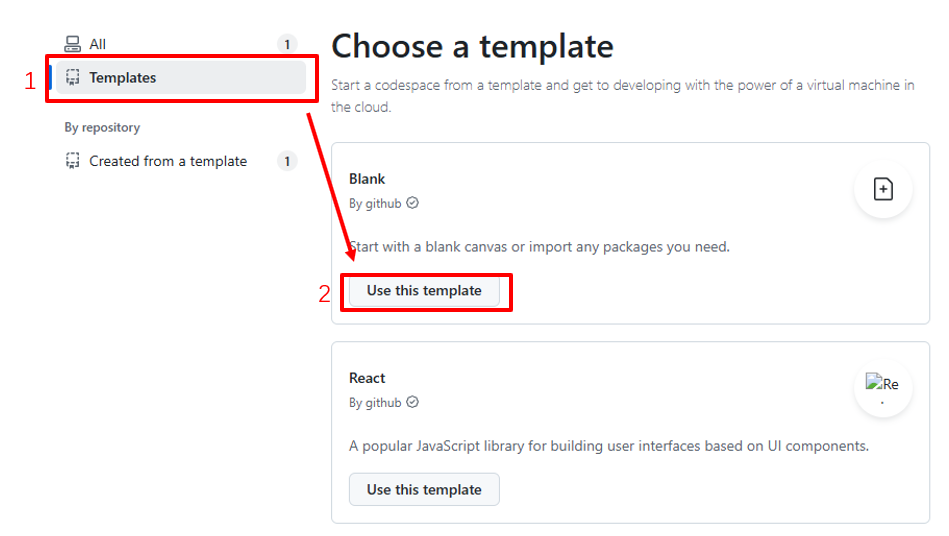 All 1
1 Templates
By repository
Created from a template 1
Choose a template
Start a codespace from a template and get to developing with the power of a virtual machine in
the cloud.
Blank
By github
Start with a blank canvas or import any packages you need.
2 Use this template
React
By github
Re
A popular JavaScript library for building user interfaces based on UI components.
Use this template